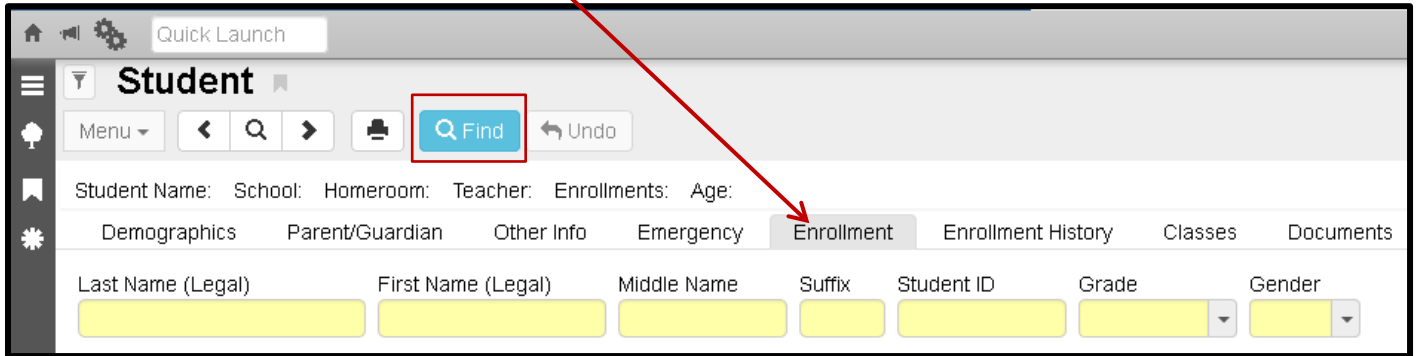 Quick Launch
Student
Menu Find Undo
Student Name: School: Homeroom: Teacher: Enrollments: Age:
Demographics Parent/Guardian Other Info Emergency Enrollment Enrollment History Classes Documents
Last Name (Legal) First Name (Legal) Middle Name Suffix Student ID Grade Gender